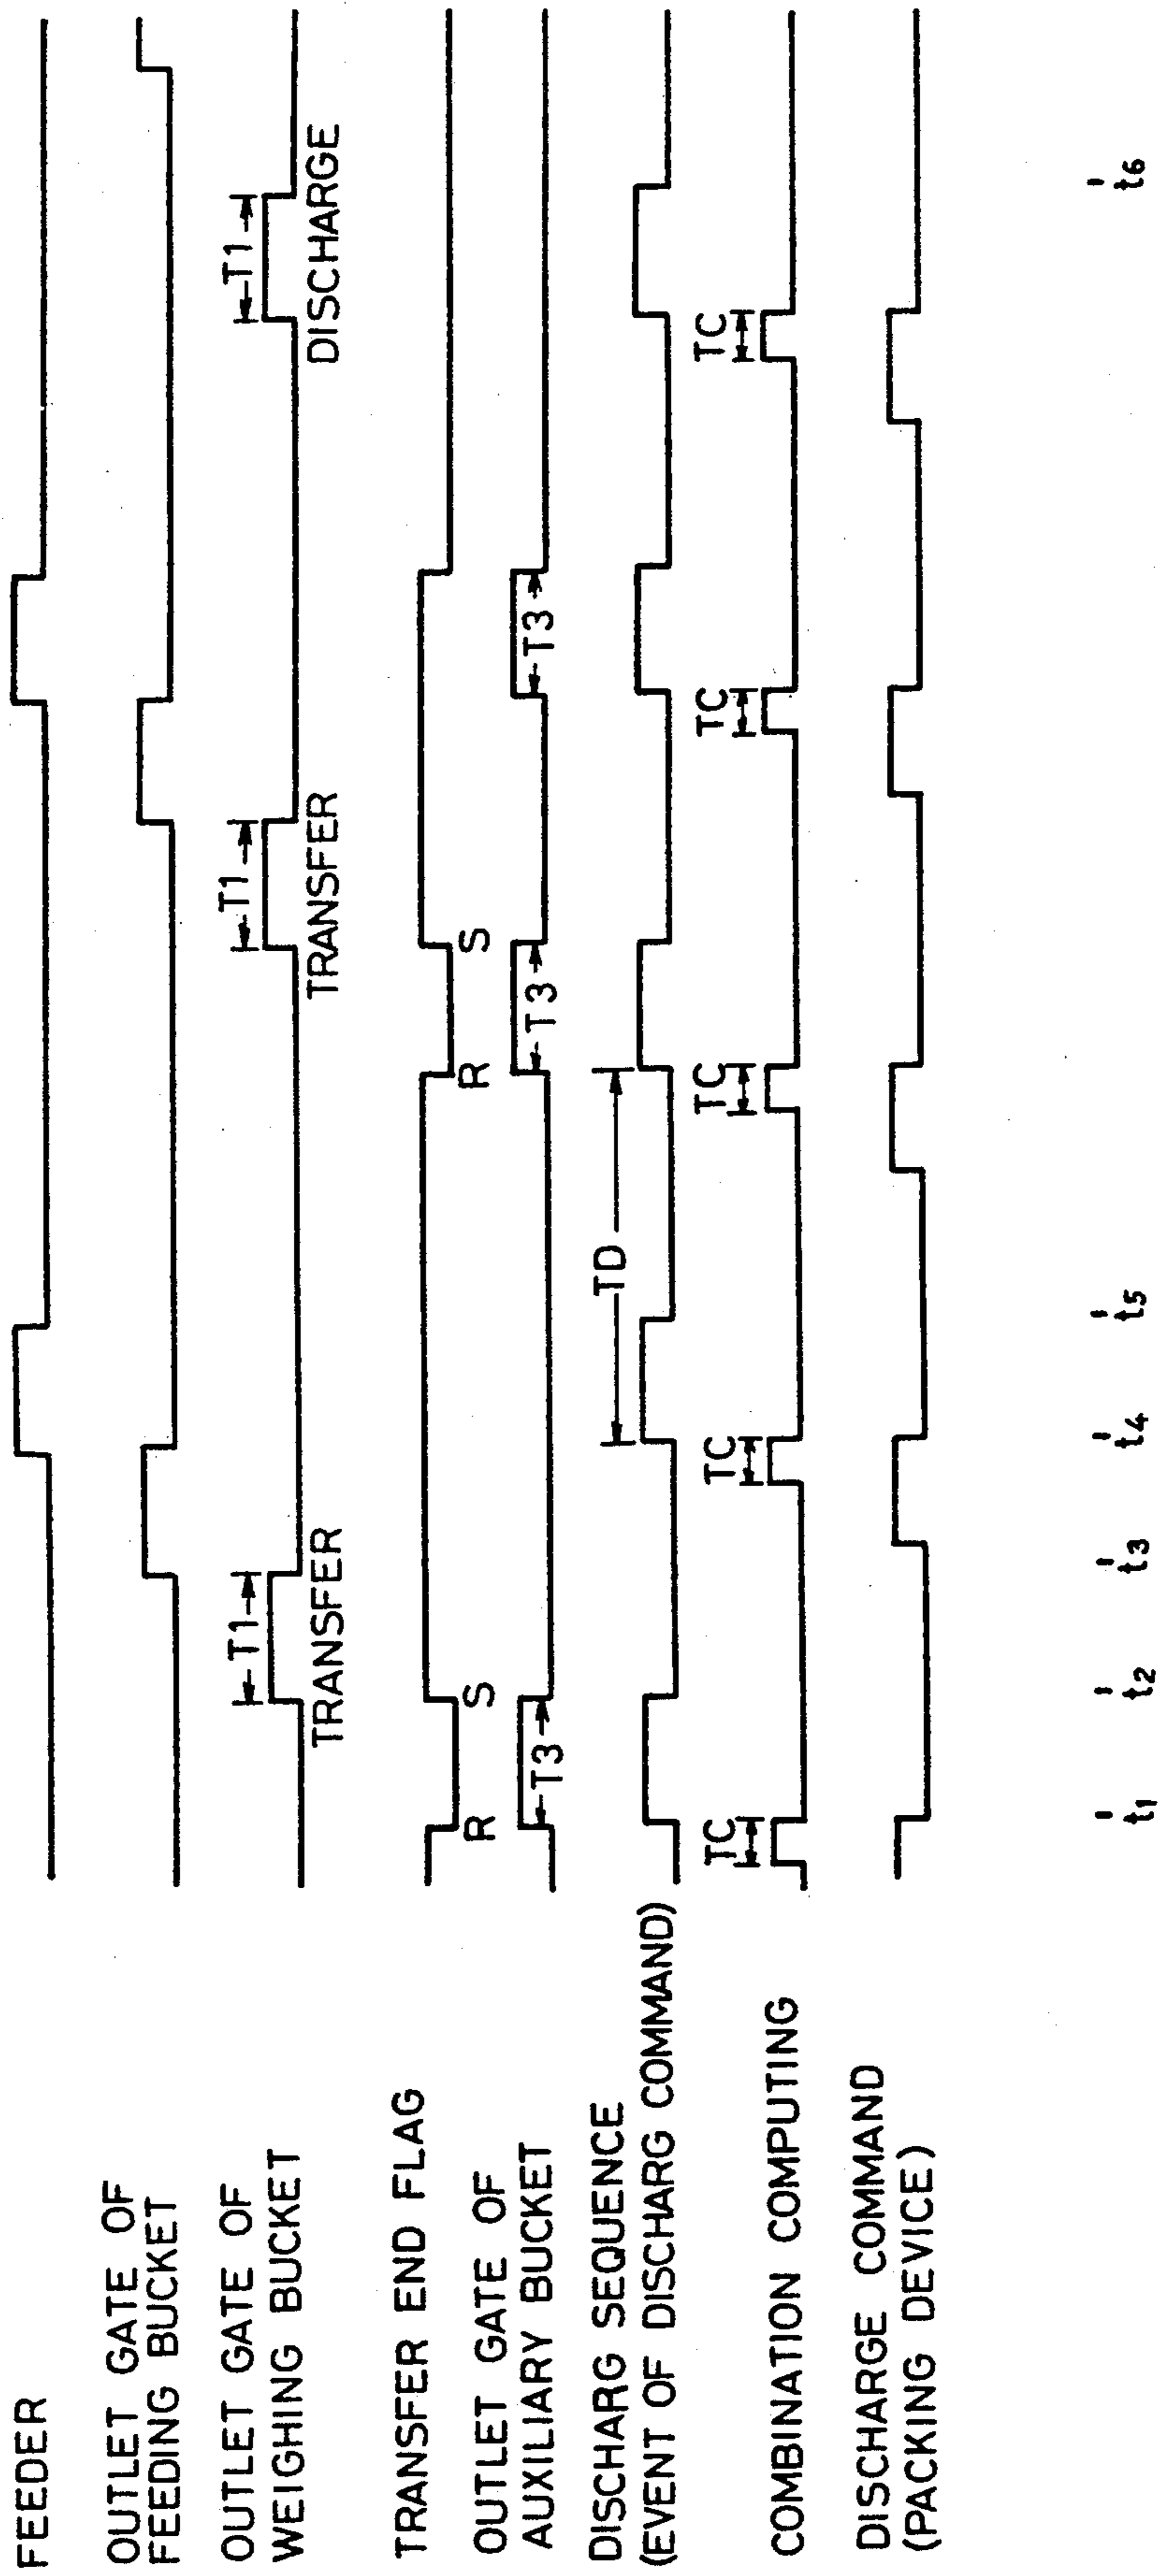 FEEDER
OUTLET GATE OF
FEEDING BUCKET
OUTLET GATE OF
WEIGHING BUCKET
T1
TRANSFER
T1
TRANSFER
T1
DISCHARGE
TRANSFER END FLAG
R
S
R
S
OUTLET GATE OF
AUXILIARY BUCKET
T3
T3
T3
DISCHARG SEQUENCE
(EVENT OF DISCHARG COMMAND)
TD
COMBINATION COMPUTING
TC
TC
TC
TC
TC
DISCHARGE COMMAND
(PACKING DEVICE)
t1
t2
t3
t4
t5
t6